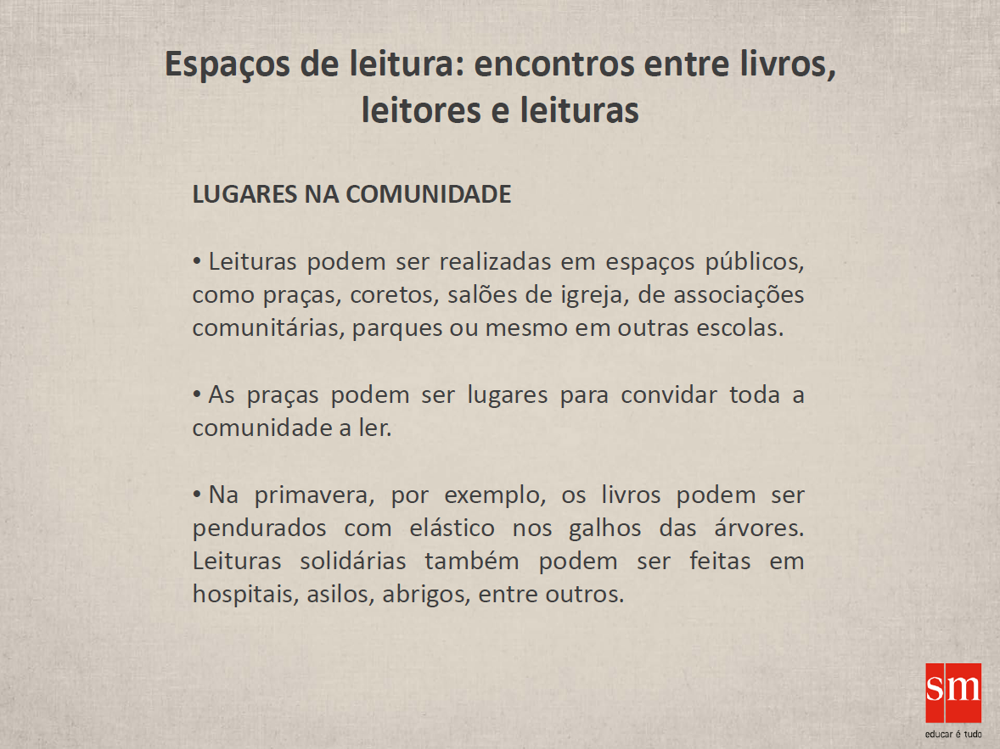 Espaços de leitura: encontros entre livros,
leitores e leituras
LUGARES NA COMUNIDADE
• Leituras podem ser realizadas em espaços públicos,
como praças, coretos, salões de igreja, de associações
comunitárias, parques ou mesmo em outras escolas.
• As praças podem ser lugares para convidar toda a
comunidade a ler.
• Na primavera, por exemplo, os livros podem ser
pendurados com elástico nos galhos das árvores.
Leituras solidárias também podem ser feitas em
hospitais, asilos, abrigos, entre outros.
sm
educar é tudo